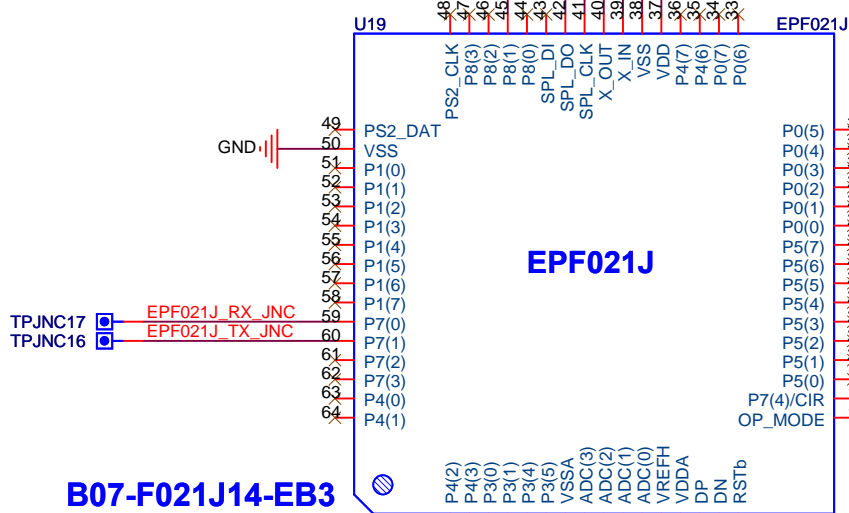 48 47 46 45 44 43 42 41 40 39 38 37 36 35 34 33
U19 EPF021J
PS2_CLK P8(3) P8(2) P8(1) P8(0) SPL_DI SPL_DO SPL_CLK X_OUT X_IN VSS VDD P4(7) P4(6) P0(7) P0(6)
49 PS2_DAT P0(5)
GND 50 VSS P0(4)
51 P1(0) P0(3)
52 P1(1) P0(2)
53 P1(2) P0(1)
54 P1(3) P0(0)
55 P1(4) P5(7)
56 P1(5) EPF021J P5(6)
57 P1(6) P5(5)
58 P1(7) P5(4)
TPJNC17 EPF021J_RX_JNC 59 P7(0) P5(3)
TPJNC16 EPF021J_TX_JNC 60 P7(1) P5(2)
61 P7(2) P5(1)
62 P7(3) P5(0)
63 P4(0) P7(4)/CIR
64 P4(1) OP_MODE
P4(2) P4(3) P3(0) P3(1) P3(4) P3(5) VSSA ADC(3) ADC(2) ADC(1) ADC(0) VREFH VDDA DP DN RSTb
B07-F021J14-EB3